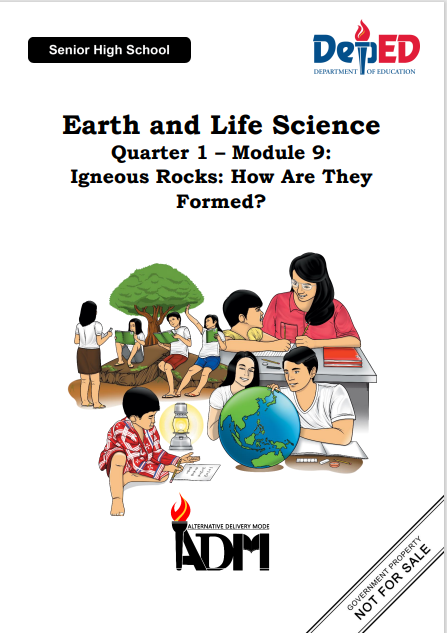 Senior High School
DepED
DEPARTMENT OF EDUCATION
Earth and Life Science
Quarter 1 – Module 9:
Igneous Rocks: How Are They
Formed?
ALTERNATIVE DELIVERY MODE
ADM
GOVERNMENT PROPERTY
NOT FOR SALE